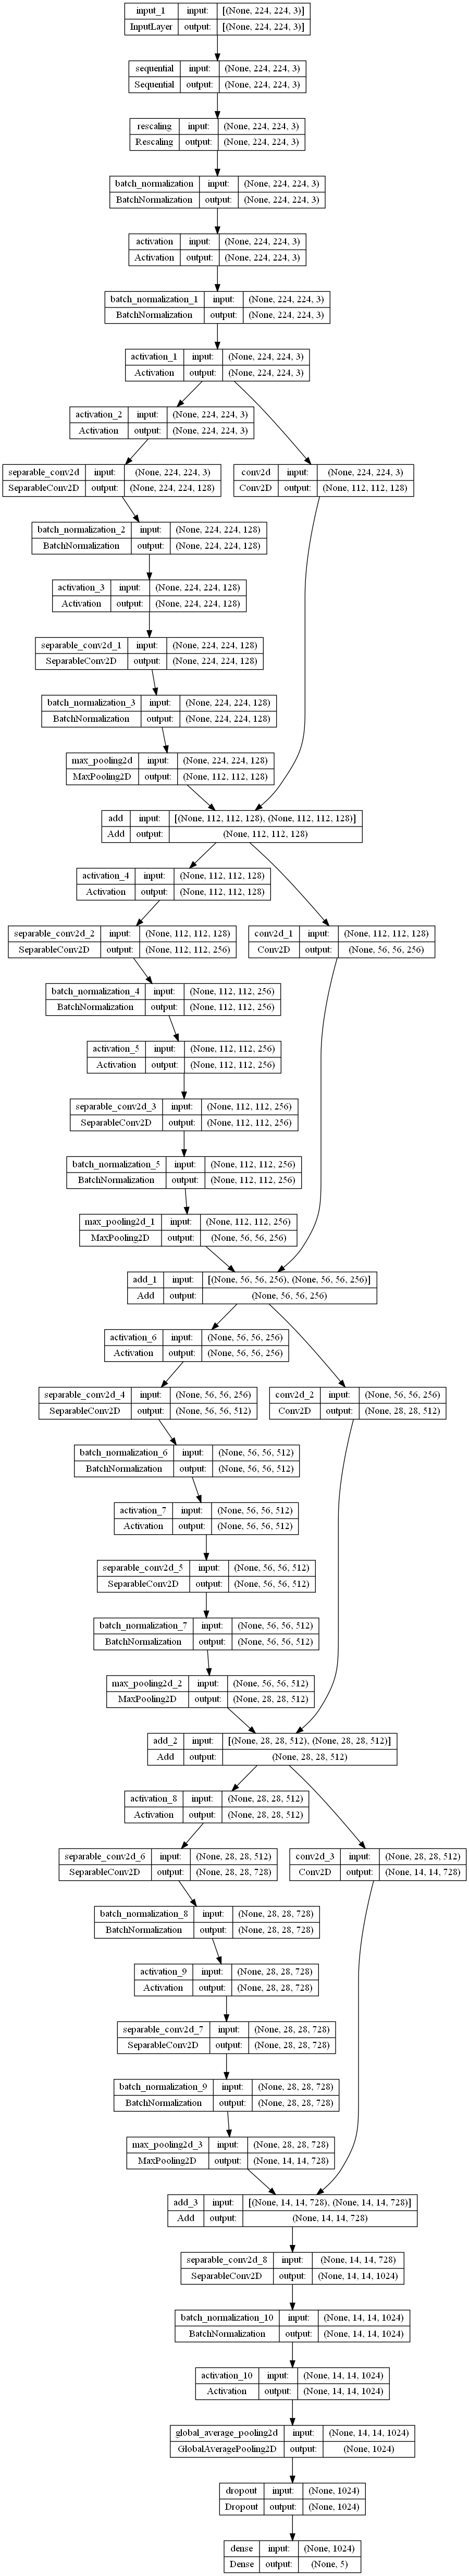 input_1 input: [(None, 224, 224, 3)]
InputLayer output: [(None, 224, 224, 3)]
sequential input: (None, 224, 224, 3)
Sequential output: (None, 224, 224, 3)
rescaling input: (None, 224, 224, 3)
Rescaling output: (None, 224, 224, 3)
batch_normalization input: (None, 224, 224, 3)
BatchNormalization output: (None, 224, 224, 3)
activation input: (None, 224, 224, 3)
Activation output: (None, 224, 224, 3)
batch_normalization_1 input: (None, 224, 224, 3)
BatchNormalization output: (None, 224, 224, 3)
activation_1 input: (None, 224, 224, 3)
Activation output: (None, 224, 224, 3)
activation_2 input: (None, 224, 224, 3)
Activation output: (None, 224, 224, 3)
separable_conv2d input: (None, 224, 224, 3)
SeparableConv2D output: (None, 224, 224, 128)
conv2d input: (None, 224, 224, 3)
Conv2D output: (None, 112, 112, 128)
batch_normalization_2 input: (None, 224, 224, 128)
BatchNormalization output: (None, 224, 224, 128)
activation_3 input: (None, 224, 224, 128)
Activation output: (None, 224, 224, 128)
separable_conv2d_1 input: (None, 224, 224, 128)
SeparableConv2D output: (None, 224, 224, 128)
batch_normalization_3 input: (None, 224, 224, 128)
BatchNormalization output: (None, 224, 224, 128)
max_pooling2d input: (None, 224, 224, 128)
MaxPooling2D output: (None, 112, 112, 128)
add input: [(None, 112, 112, 128), (None, 112, 112, 128)]
Add output: (None, 112, 112, 128)
activation_4 input: (None, 112, 112, 128)
Activation output: (None, 112, 112, 128)
separable_conv2d_2 input: (None, 112, 112, 128)
SeparableConv2D output: (None, 112, 112, 256)
conv2d_1 input: (None, 112, 112, 128)
Conv2D output: (None, 56, 56, 256)
batch_normalization_4 input: (None, 112, 112, 256)
BatchNormalization output: (None, 112, 112, 256)
activation_5 input: (None, 112, 112, 256)
Activation output: (None, 112, 112, 256)
separable_conv2d_3 input: (None, 112, 112, 256)
SeparableConv2D output: (None, 112, 112, 256)
batch_normalization_5 input: (None, 112, 112, 256)
BatchNormalization output: (None, 112, 112, 256)
max_pooling2d_1 input: (None, 112, 112, 256)
MaxPooling2D output: (None, 56, 56, 256)
add_1 input: [(None, 56, 56, 256), (None, 56, 56, 256)]
Add output: (None, 56, 56, 256)
activation_6 input: (None, 56, 56, 256)
Activation output: (None, 56, 56, 256)
separable_conv2d_4 input: (None, 56, 56, 256)
SeparableConv2D output: (None, 56, 56, 512)
conv2d_2 input: (None, 56, 56, 256)
Conv2D output: (None, 28, 28, 512)
batch_normalization_6 input: (None, 56, 56, 512)
BatchNormalization output: (None, 56, 56, 512)
activation_7 input: (None, 56, 56, 512)
Activation output: (None, 56, 56, 512)
separable_conv2d_5 input: (None, 56, 56, 512)
SeparableConv2D output: (None, 56, 56, 512)
batch_normalization_7 input: (None, 56, 56, 512)
BatchNormalization output: (None, 56, 56, 512)
max_pooling2d_2 input: (None, 56, 56, 512)
MaxPooling2D output: (None, 28, 28, 512)
add_2 input: [(None, 28, 28, 512), (None, 28, 28, 512)]
Add output: (None, 28, 28, 512)
activation_8 input: (None, 28, 28, 512)
Activation output: (None, 28, 28, 512)
separable_conv2d_6 input: (None, 28, 28, 512)
SeparableConv2D output: (None, 28, 28, 728)
conv2d_3 input: (None, 28, 28, 512)
Conv2D output: (None, 14, 14, 728)
batch_normalization_8 input: (None, 28, 28, 728)
BatchNormalization output: (None, 28, 28, 728)
activation_9 input: (None, 28, 28, 728)
Activation output: (None, 28, 28, 728)
separable_conv2d_7 input: (None, 28, 28, 728)
SeparableConv2D output: (None, 28, 28, 728)
batch_normalization_9 input: (None, 28, 28, 728)
BatchNormalization output: (None, 28, 28, 728)
max_pooling2d_3 input: (None, 28, 28, 728)
MaxPooling2D output: (None, 14, 14, 728)
add_3 input: [(None, 14, 14, 728), (None, 14, 14, 728)]
Add output: (None, 14, 14, 728)
separable_conv2d_8 input: (None, 14, 14, 728)
SeparableConv2D output: (None, 14, 14, 1024)
batch_normalization_10 input: (None, 14, 14, 1024)
BatchNormalization output: (None, 14, 14, 1024)
activation_10 input: (None, 14, 14, 1024)
Activation output: (None, 14, 14, 1024)
global_average_pooling2d input: (None, 14, 14, 1024)
GlobalAveragePooling2D output: (None, 1024)
dropout input: (None, 1024)
Dropout output: (None, 1024)
dense input: (None, 1024)
Dense output: (None, 5)